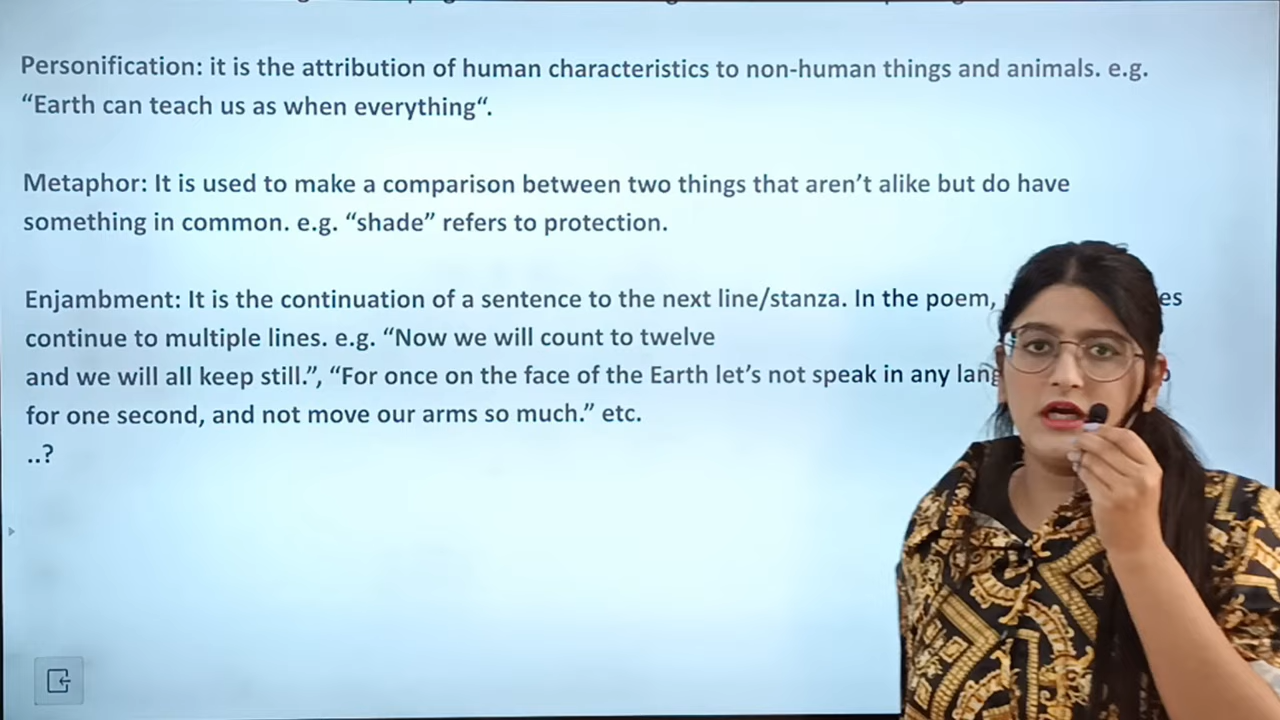 Personification: it is the attribution of human characteristics to non-human things and animals. e.g.
“Earth can teach us as when everything“.
Metaphor: It is used to make a comparison between two things that aren’t alike but do have
something in common. e.g. “shade” refers to protection.
Enjambment: It is the continuation of a sentence to the next line/stanza. In the poem,
continue to multiple lines. e.g. “Now we will count to twelve
and we will all keep still.”, “For once on the face of the Earth let’s not speak in any
for one second, and not move our arms so much.” etc.
..?